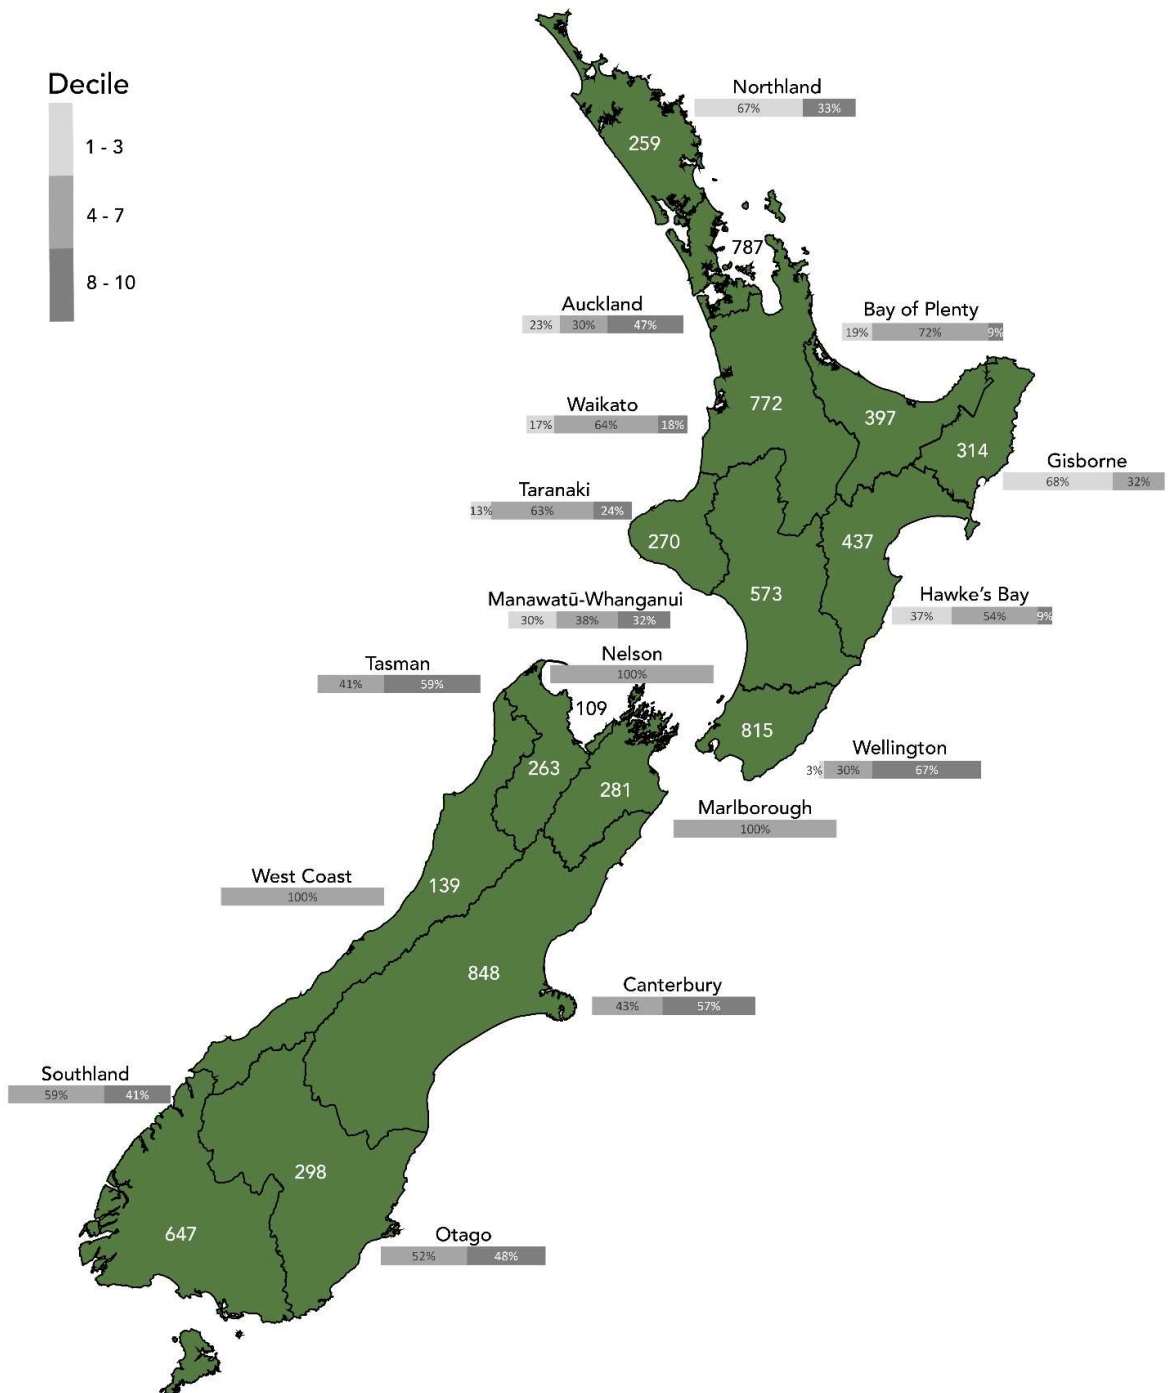 Decile
1 - 3
4 - 7
8 - 10
Northland
67% 33%
259
787
Auckland
23% 30% 47%
Bay of Plenty
19% 72% 9%
Waikato
17% 64% 18%
772
397
314
Gisborne
68% 32%
Taranaki
13% 63% 24%
270
437
573
Manawatū-Whanganui
30% 38% 32%
Hawke's Bay
37% 54% 9%
Tasman
41% 59%
Nelson
100%
109
815
Wellington
3% 30% 67%
263
281
Marlborough
100%
West Coast
100%
139
848
Canterbury
43% 57%
Southland
59% 41%
298
647
Otago
52% 48%